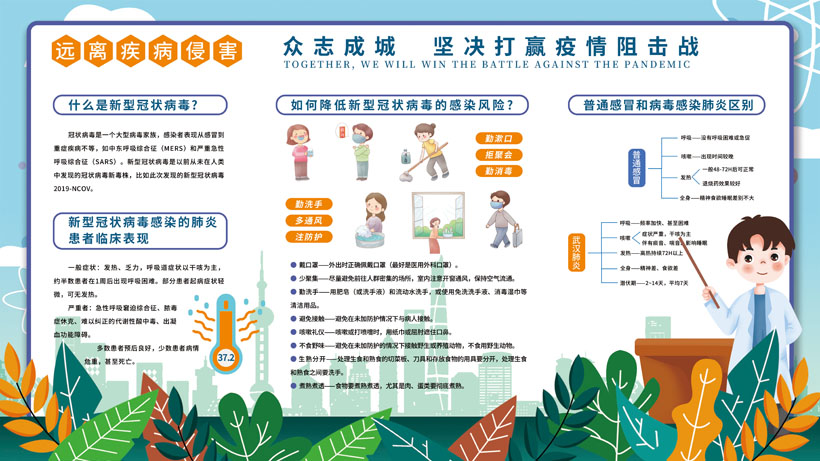 远离疾病侵害
众志成城 坚决打赢疫情阻击战
TOGETHER, WE WILL WIN THE BATTLE AGAINST THE PANDEMIC
什么是新型冠状病毒？
冠状病毒是一个大型病毒家族，感染者表现从感冒到
重症疾病不等，如中东呼吸综合征（MERS）和严重急性
呼吸综合征（SARS）。新型冠状病毒是以前从未在人类
中发现的冠状病毒新毒株，比如此次发现的新型冠状病毒
2019-NCOV。
新型冠状病毒感染的肺炎
患者临床表现
一般症状：发热、乏力，呼吸道症状以干咳为主，
约半数患者在1周后出现呼吸困难。部分患者起病症状轻
微，可无发热。
严重者：急性呼吸窘迫综合征、脓毒
症休克、难以纠正的代谢性酸中毒、出凝
血功能障碍。
多数患者预后良好，少数患者病情
危重，甚至死亡。
37.2
如何降低新型冠状病毒的感染风险？
勤漱口
拒聚会
勤消毒
勤洗手
多通风
注防护
戴口罩——外出时正确佩戴口罩（最好是医用外科口罩）。
少聚集——尽量避免前往人群密集的场所，室内注意开窗通风，保持空气流通。
勤洗手——用肥皂（或洗手液）和流动水洗手，或使用免洗洗手液、消毒湿巾等
清洁用品。
避免接触——避免在未加防护情况下与病人接触。
咳嗽礼仪——咳嗽或打喷嚏时，用纸巾或屈肘遮住口鼻。
不食野味——避免在未加防护的情况下接触野生或养殖动物，不食用野生动物。
生熟分开——处理生食和熟食的切菜板、刀具和存放食物的用具要分开，处理生食
和熟食之间要洗手。
煮熟煮透——食物要煮熟煮透，尤其是肉、蛋类要彻底煮熟。
普通感冒和病毒感染肺炎区别
普通感冒
呼吸——没有呼吸困难或急促
咳嗽——出现时间较晚
发热
一般48-72H后可正常
退烧药效果较好
全身——精神食欲睡眠差别不大
武汉肺炎
呼吸——频率加快，甚至困难
咳嗽
症状严重，干咳为主
伴有痰音、喘音，影响睡眠
发热——高热持续72H以上
全身——精神差、食欲差
潜伏期——2~14天，平均7天